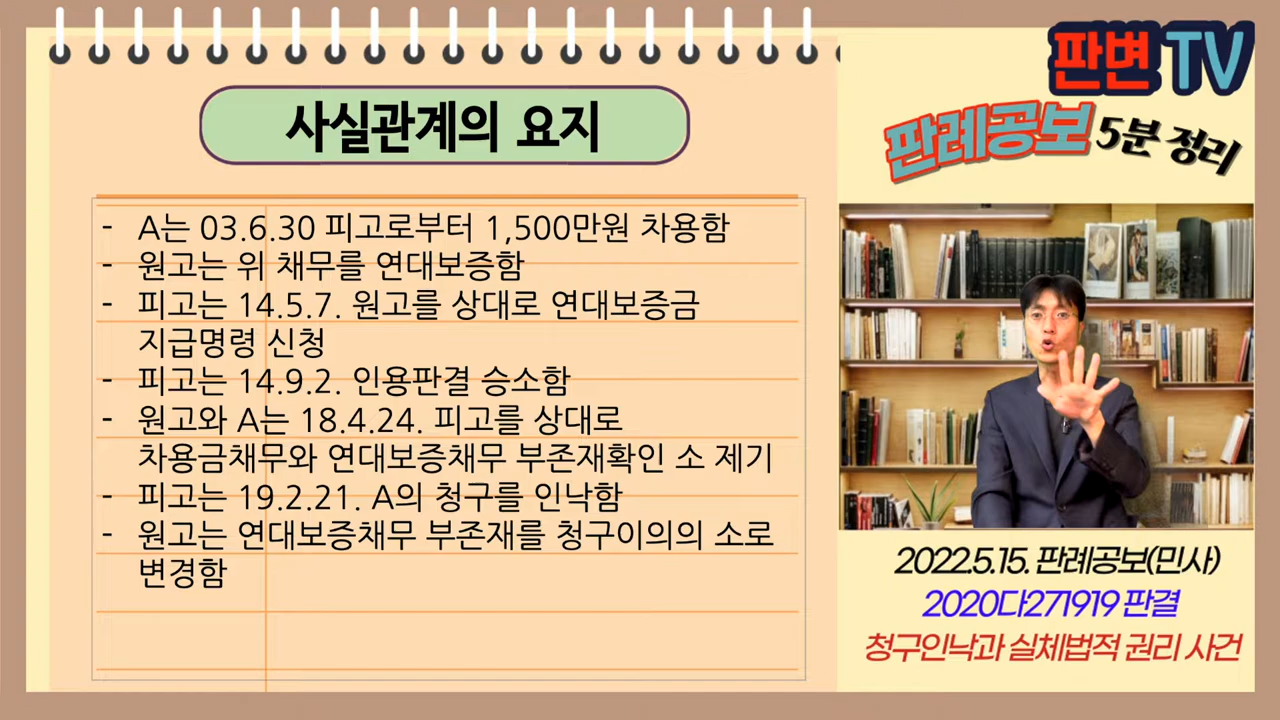 사실관계의 요지
- A는 03.6.30 피고로부터 1,500만원 차용함
- 원고는 위 채무를 연대보증함
- 피고는 14.5.7. 원고를 상대로 연대보증금
지급명령 신청
- 피고는 14.9.2. 인용판결 승소함
- 원고와 A는 18.4.24. 피고를 상대로
차용금채무와 연대보증채무 부존재확인 소 제기
- 피고는 19.2.21. A의 청구를 인낙함
- 원고는 연대보증채무 부존재를 청구이의의 소로
변경함
판변 TV
판례공보 5분 정리
2022.5.15. 판례공보(민사)
2020다271919 판결
청구인낙과 실체법적 권리 사건